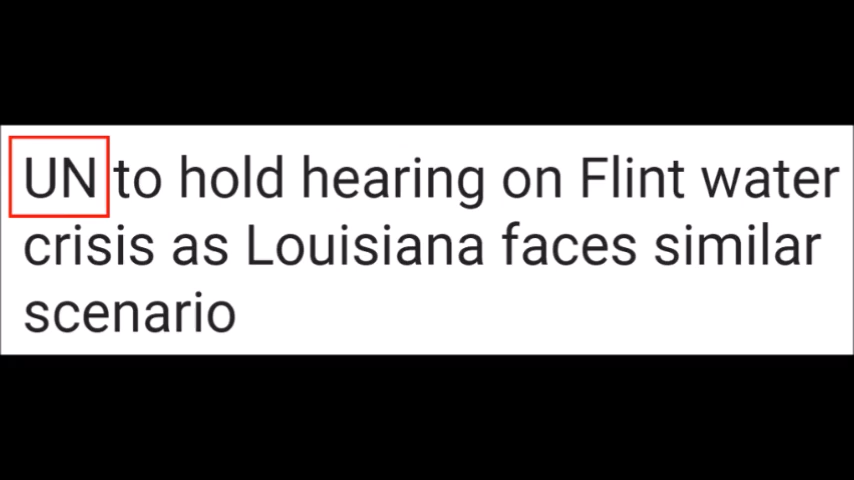 UN to hold hearing on Flint water
crisis as Louisiana faces similar
scenario